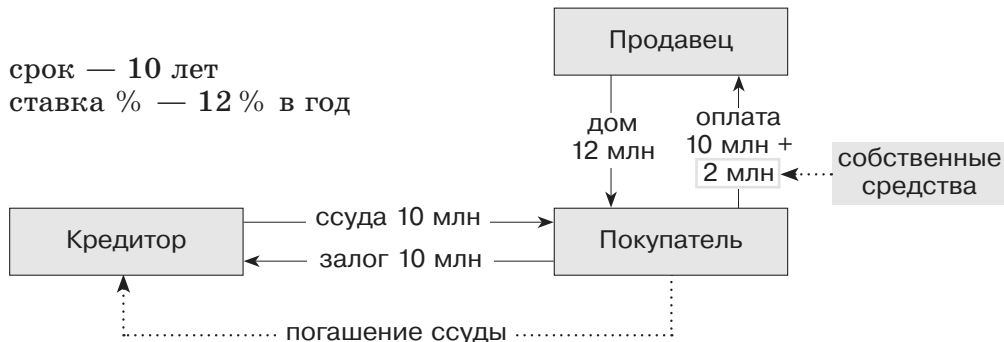 Продавец
срок — 10 лет
ставка % — 12 % в год
дом
12 млн
оплата
10 млн +
2 млн
собственные
средства
Кредитор
ссуда 10 млн
залог 10 млн
Покупатель
погашение ссуды